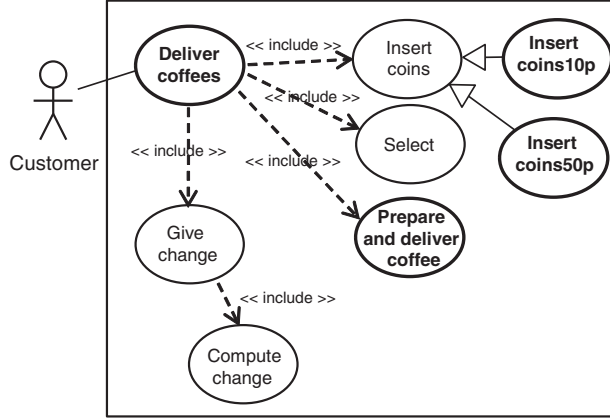 Deliver
coffees
<< include >>
Insert
coins
Insert
coins10p
<< include >>
Select
Insert
coins50p
Customer
<< include >>
<< include >>
Give
change
Prepare
and deliver
coffee
<< include >>
Compute
change